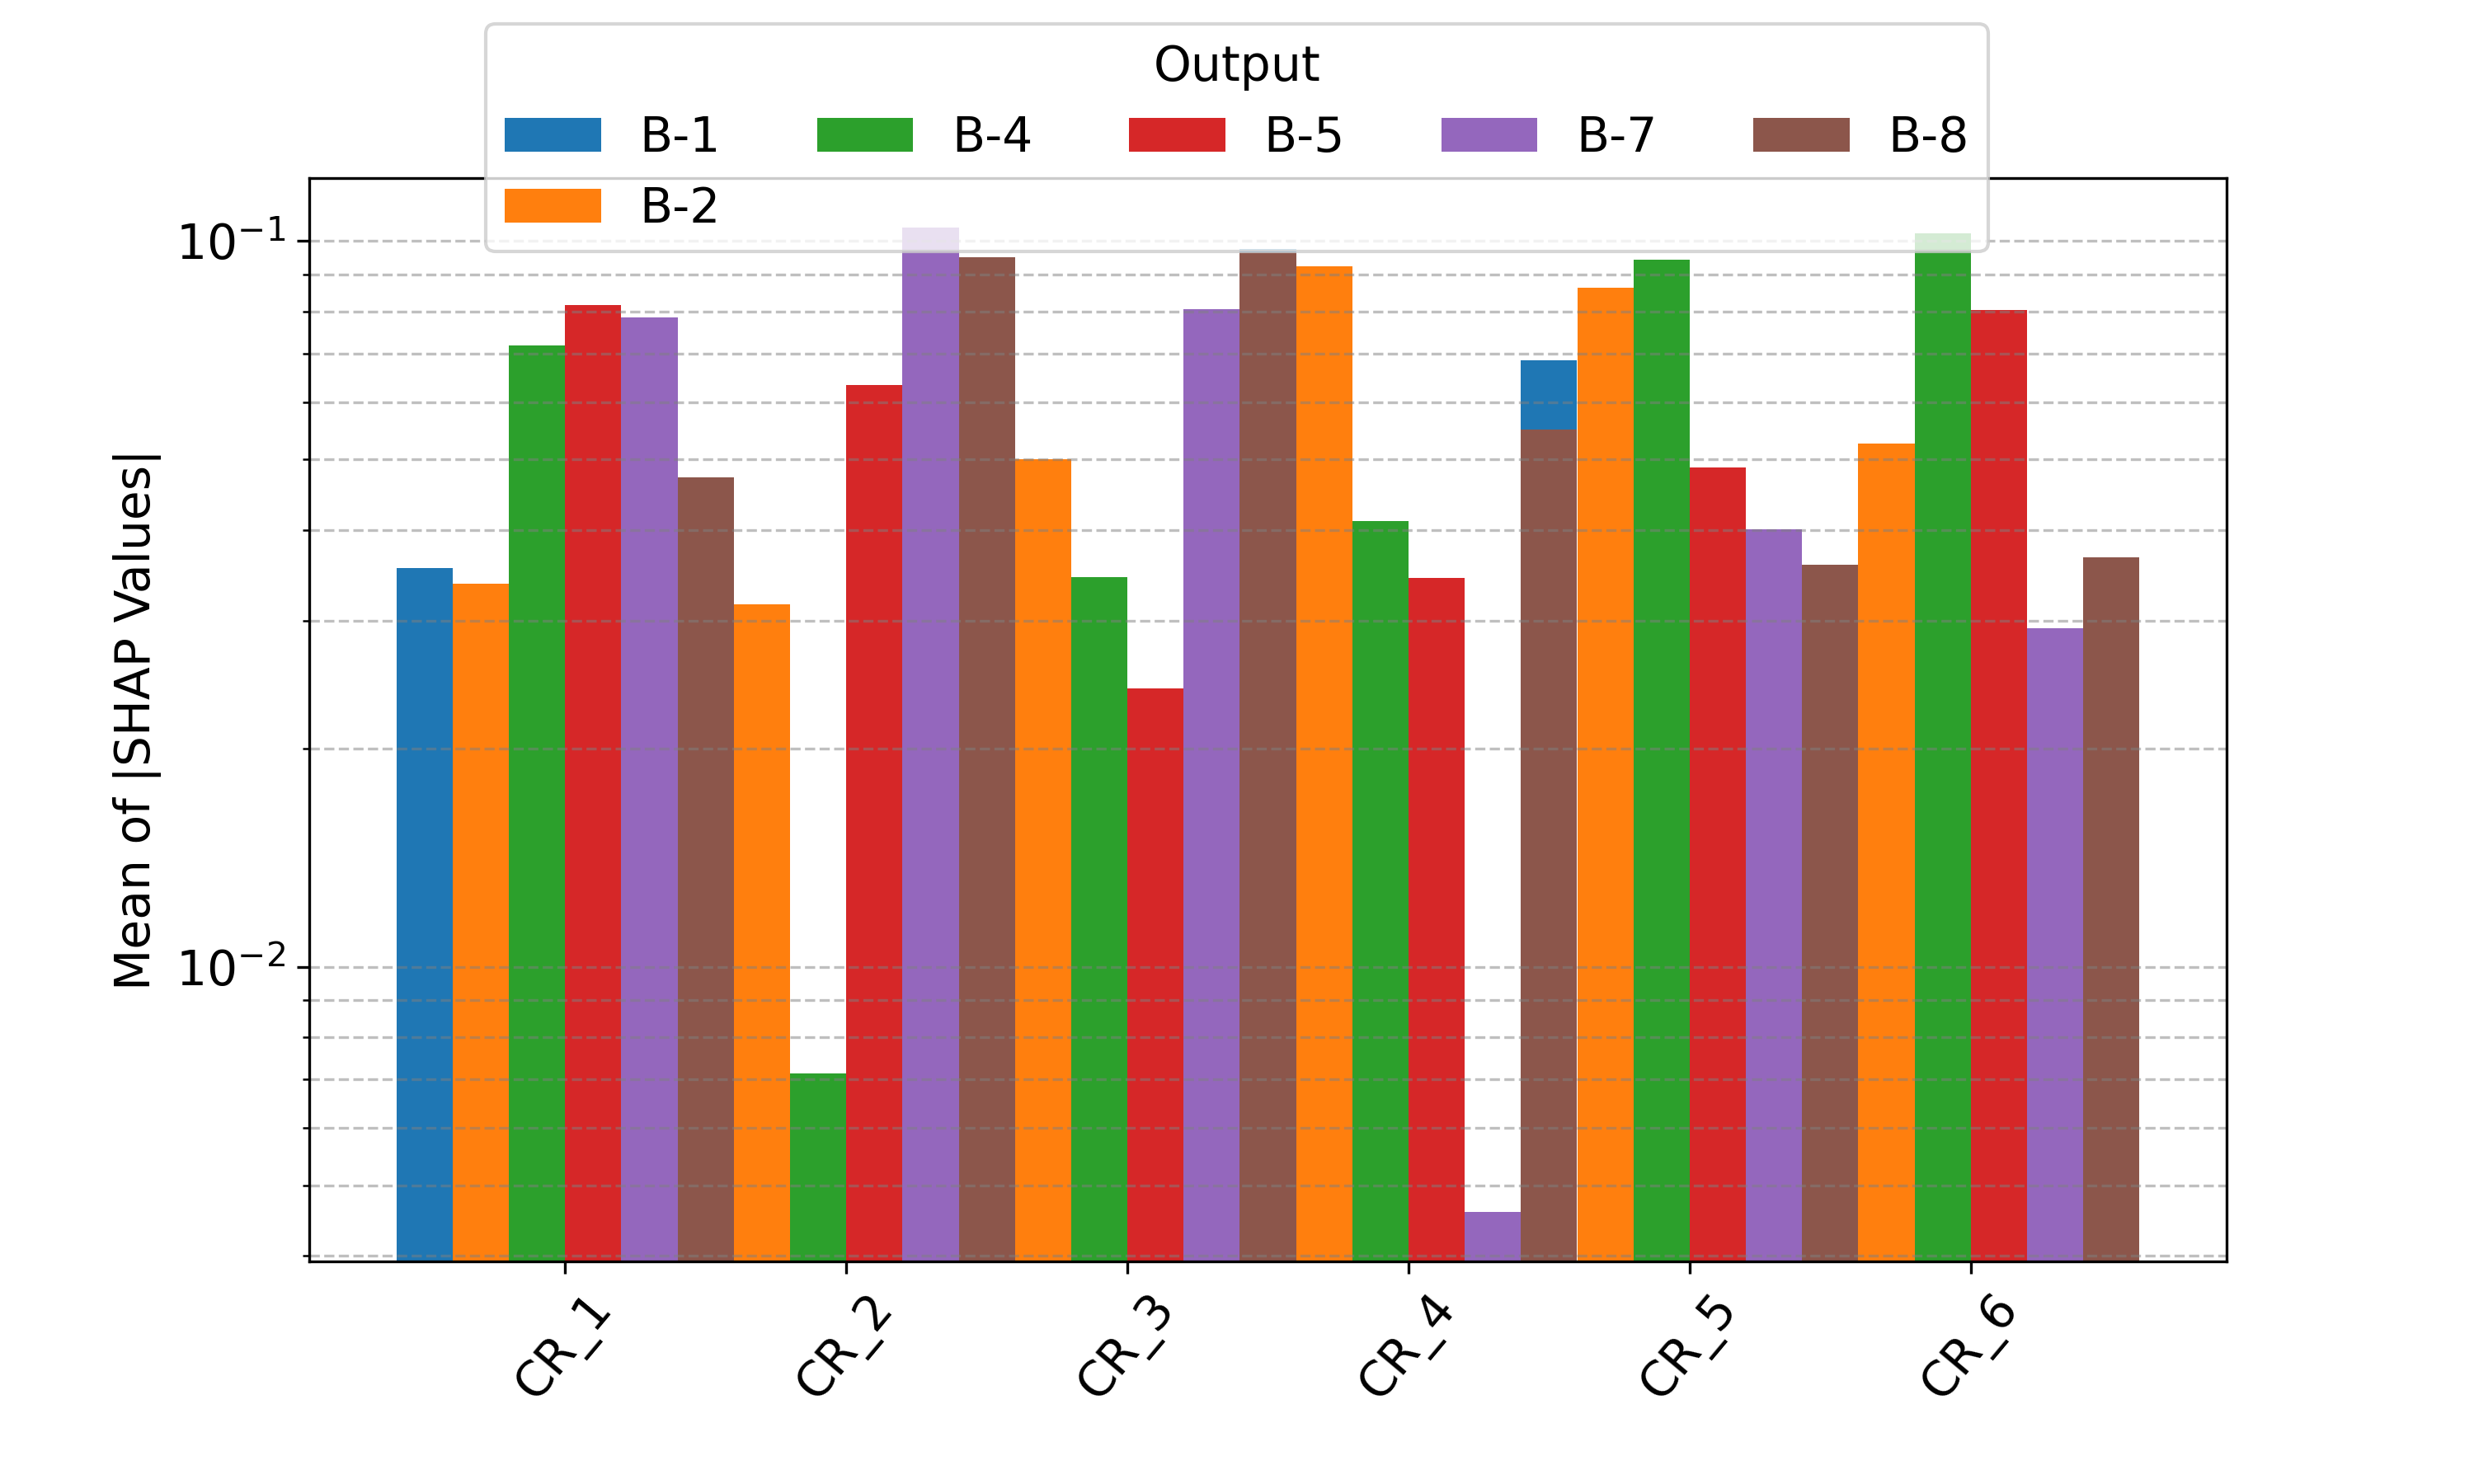 Output
B-1 B-4 B-5 B-7 B-8
B-2
10⁻¹
10⁻²
Mean of |SHAP Values|
CR_1 CR_2 CR_3 CR_4 CR_5 CR_6